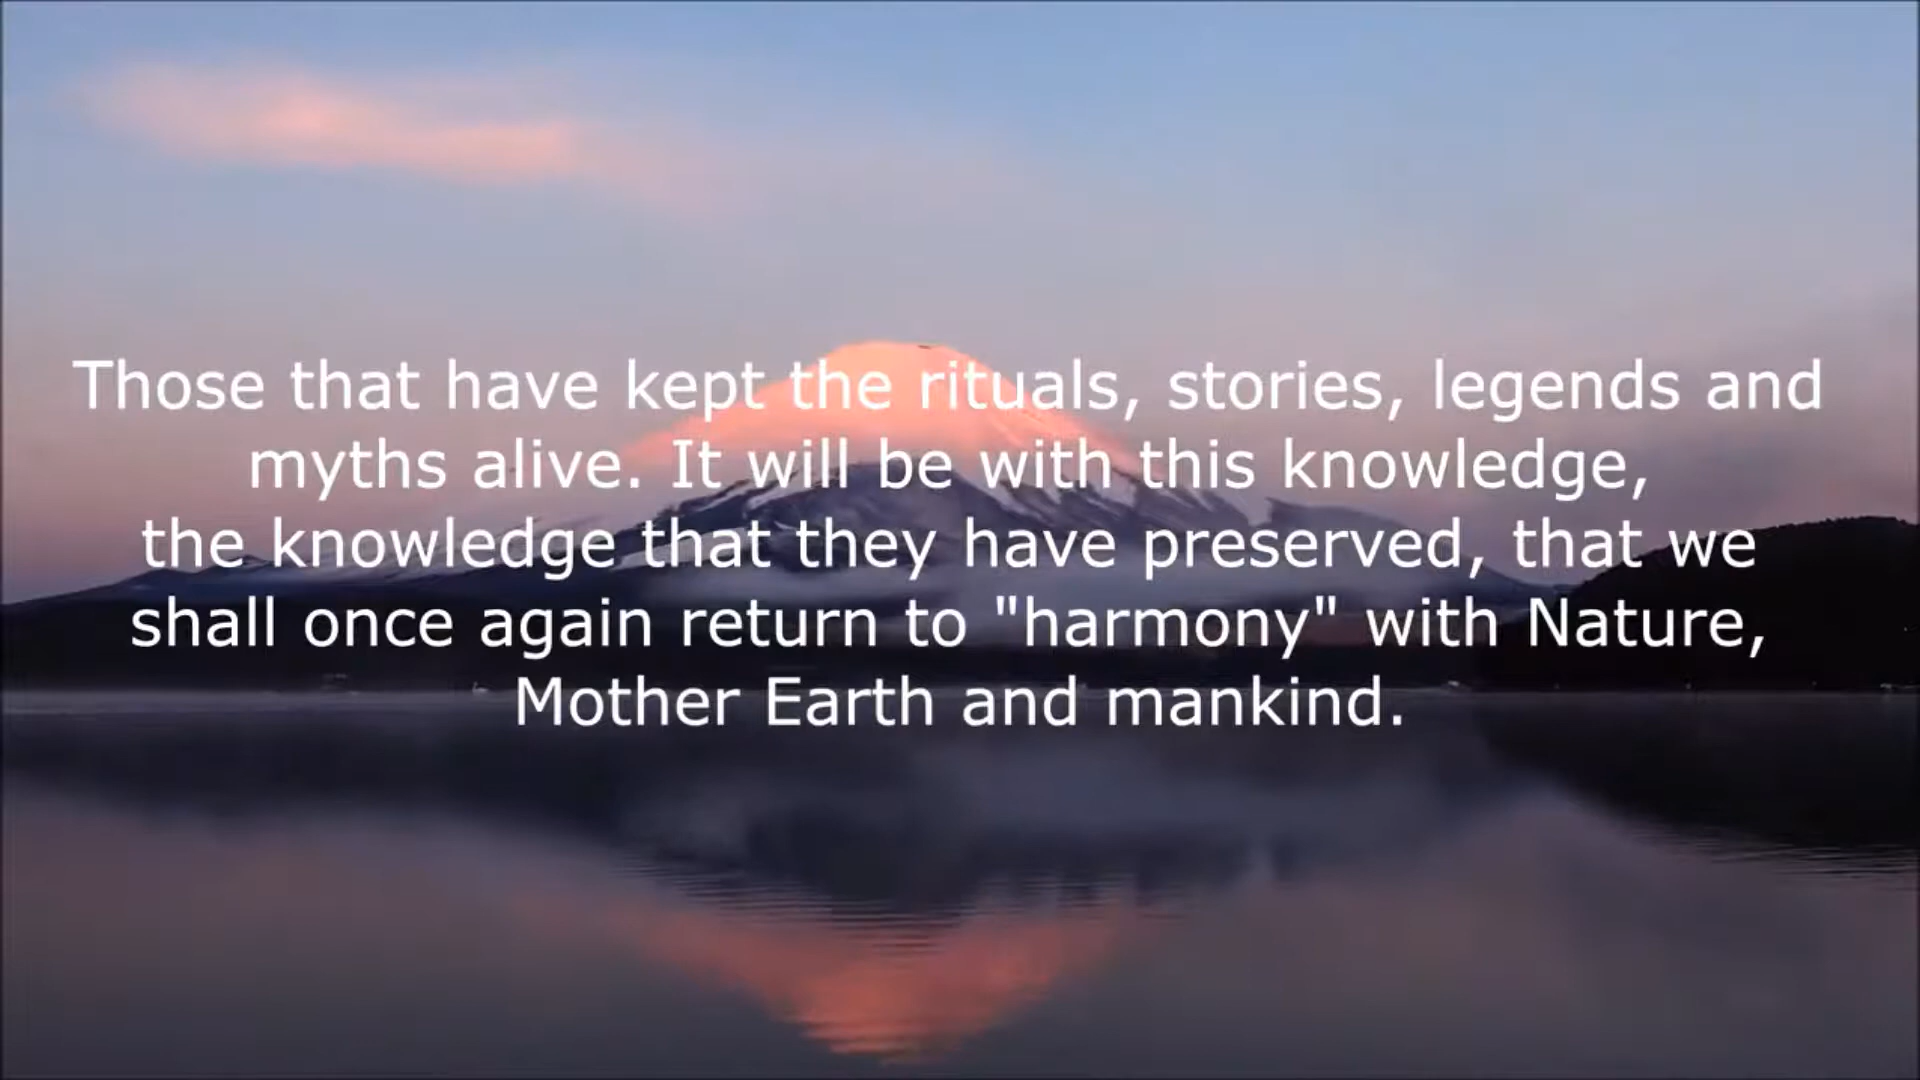 Those that have kept the rituals, stories, legends and
myths alive. It will be with this knowledge,
the knowledge that they have preserved, that we
shall once again return to "harmony" with Nature,
Mother Earth and mankind.